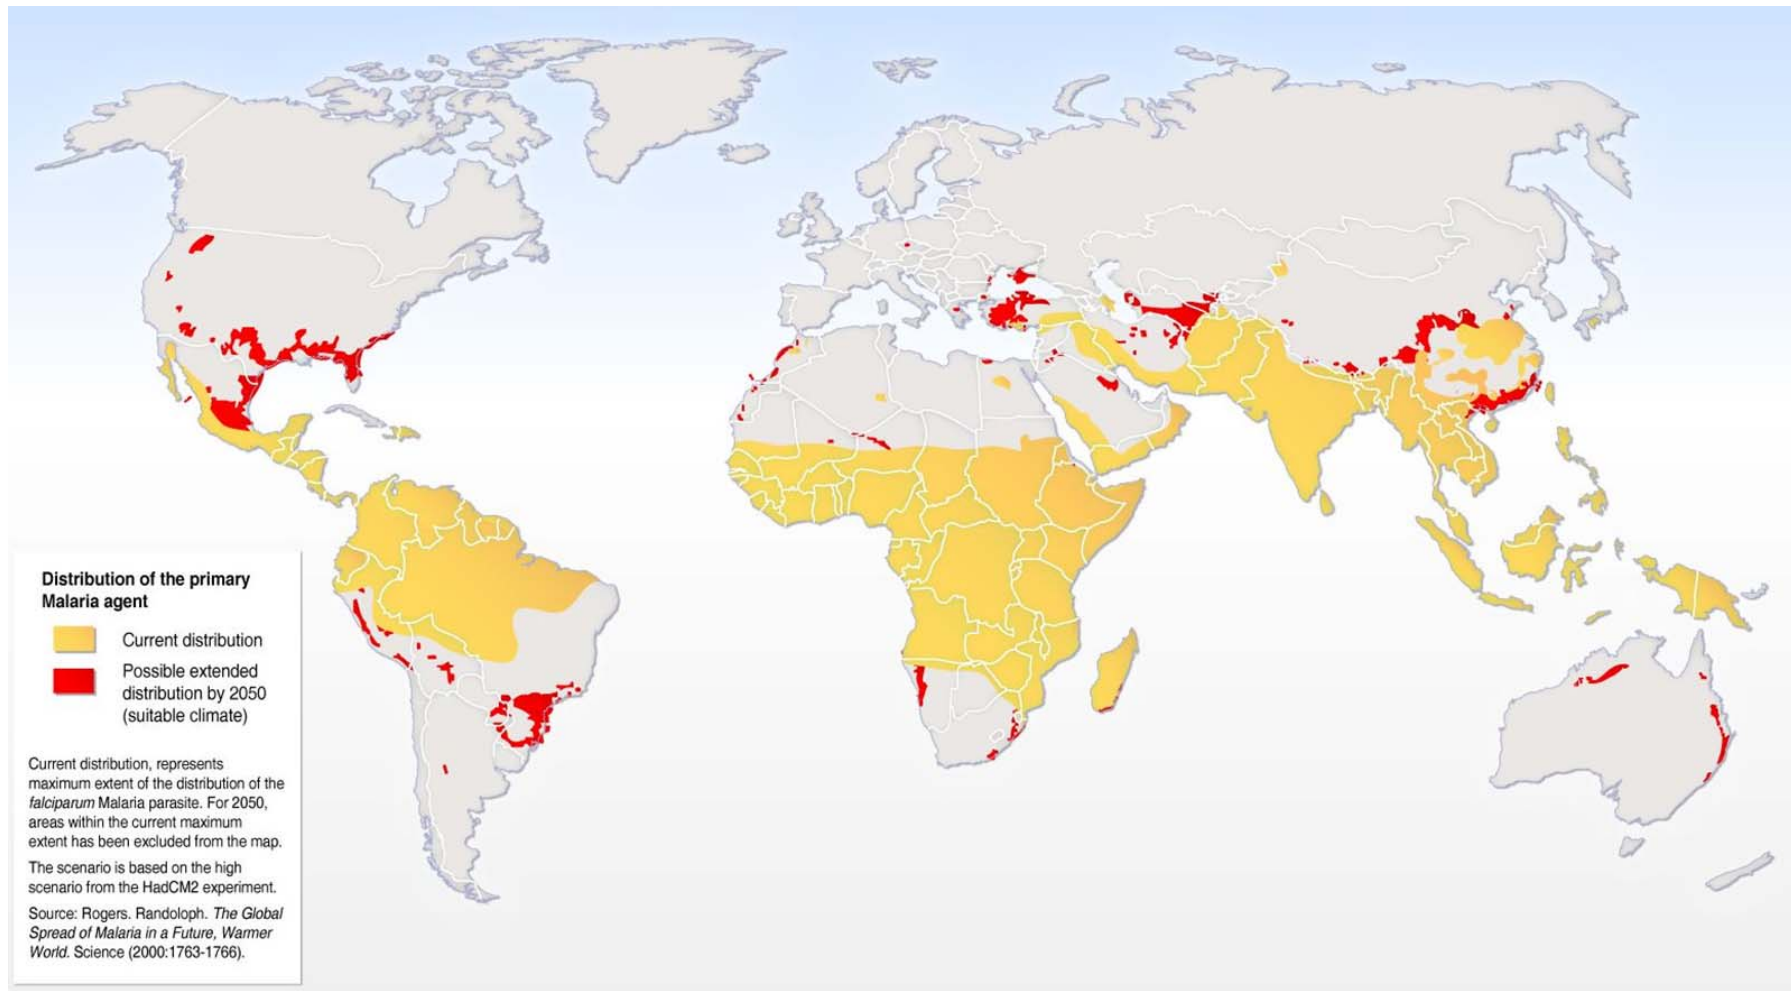 Distribution of the primary
Malaria agent
Current distribution
Possible extended
distribution by 2050
(suitable climate)
Current distribution, represents
maximum extent of the distribution of the
falciparum Malaria parasite. For 2050,
areas within the current maximum
extent has been excluded from the map.
The scenario is based on the high
scenario from the HadCM2 experiment.
Source: Rogers. Randoloph. The Global
Spread of Malaria in a Future, Warmer
World. Science (2000:1763-1766).